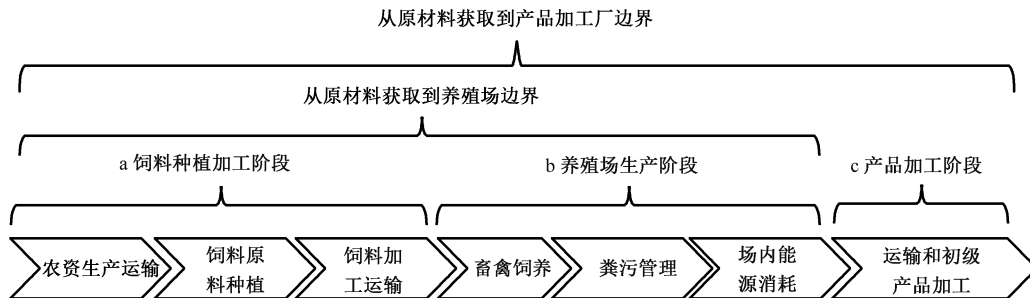 从原材料获取到产品加工厂边界
从原材料获取到养殖场边界
a 饲料种植加工阶段
b 养殖场生产阶段
c 产品加工阶段
农资生产运输
饲料原
料种植
饲料加
工运输
畜禽饲养
粪污管理
场内能
源消耗
运输和初级
产品加工